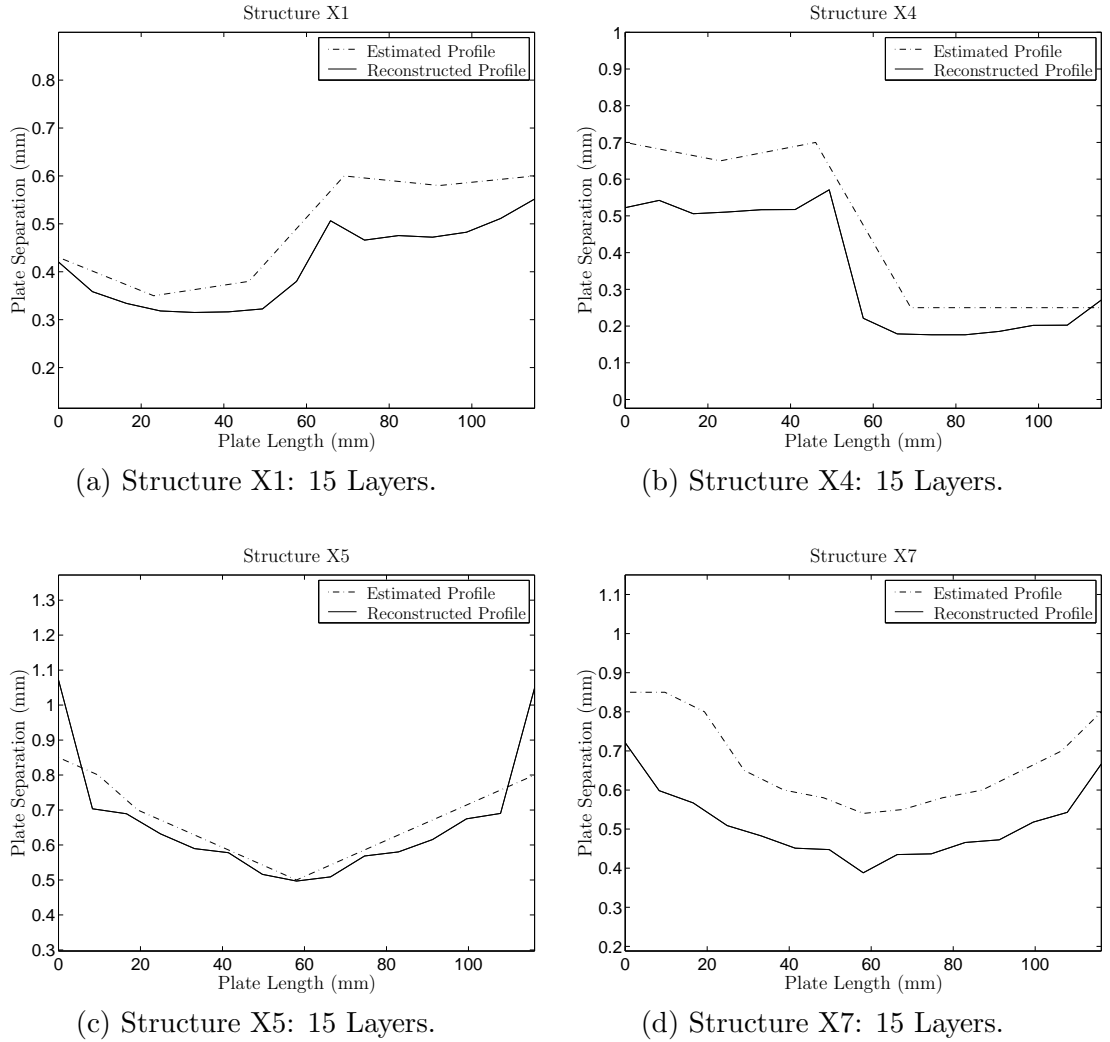 Structure X1
Estimated Profile
Reconstructed Profile
0.8
0.7
0.6
0.5
0.4
0.3
0.2
Plate Separation (mm)
0 20 40 60 80 100
Plate Length (mm)
(a) Structure X1: 15 Layers.
Structure X4
Estimated Profile
Reconstructed Profile
1
0.9
0.8
0.7
0.6
0.5
0.4
0.3
0.2
0.1
0
Plate Separation (mm)
0 20 40 60 80 100
Plate Length (mm)
(b) Structure X4: 15 Layers.
Structure X5
Estimated Profile
Reconstructed Profile
1.3
1.2
1.1
1
0.9
0.8
0.7
0.6
0.5
0.4
0.3
Plate Separation (mm)
0 20 40 60 80 100
Plate Length (mm)
(c) Structure X5: 15 Layers.
Structure X7
Estimated Profile
Reconstructed Profile
1.1
1
0.9
0.8
0.7
0.6
0.5
0.4
0.3
0.2
Plate Separation (mm)
0 20 40 60 80 100
Plate Length (mm)
(d) Structure X7: 15 Layers.